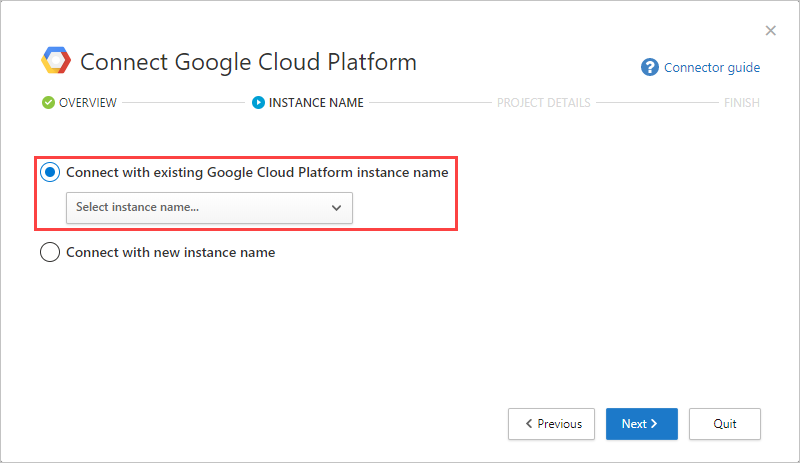 Connect Google Cloud Platform
Connector guide
OVERVIEW INSTANCE NAME PROJECT DETAILS FINISH
Connect with existing Google Cloud Platform instance name
Select instance name...
Connect with new instance name
Previous Next Quit